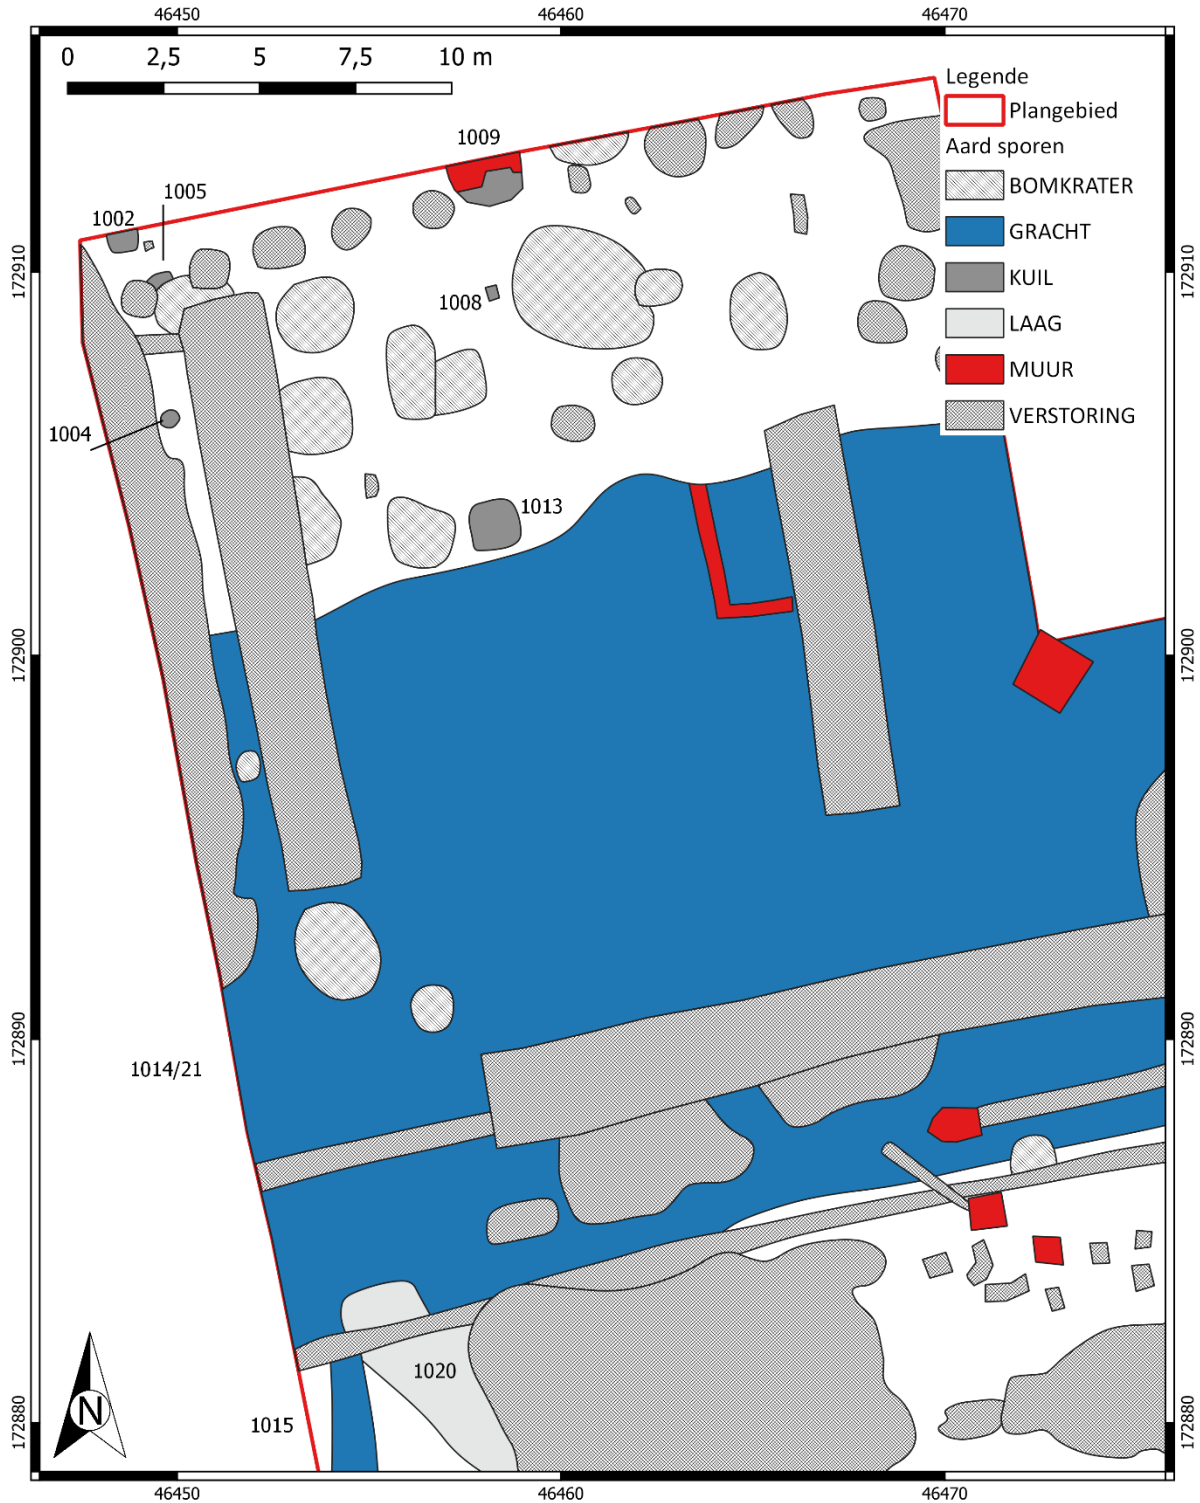 46450 46460 46470
0 2,5 5 7,5 10 m
Legende
Plangebied
Aard sporen
BOMKRATER
GRACHT
KUIL
LAAG
MUUR
VERSTORING
1009
1005
1002
172910 172910
1008
1004
1013
172900 172900
172890 172890
1014/21
1020
1015
N
172880 172880
46450 46460 46470